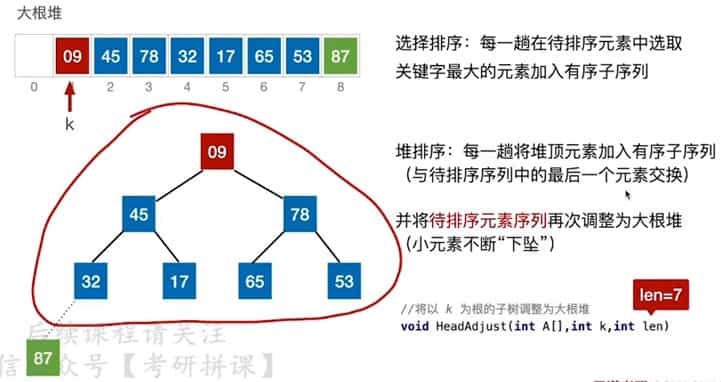 大根堆
09 45 78 32 17 65 53 87
0 2 3 4 5 6 7 8
k
选择排序：每一趟在待排序元素中选取
关键字最大的元素加入有序子序列
堆排序：每一趟将堆顶元素加入有序子序列
（与待排序序列中的最后一个元素交换）
并将待排序元素序列再次调整为大根堆
（小元素不断“下坠”）
09
45 78
32 17 65 53
87
len=7
//将以 k 为根的子树调整为大根堆
void HeadAdjust(int A[],int k,int len)
后续课程请关注
信 众号【考研拼课】